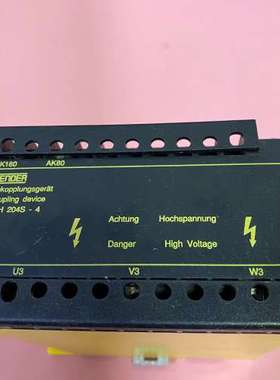 ENDER
K160 AK80
kopplungsgerät
upling device
H 204S - 4
Achtung Hochspannung
Danger High Voltage
U3 V3 W3